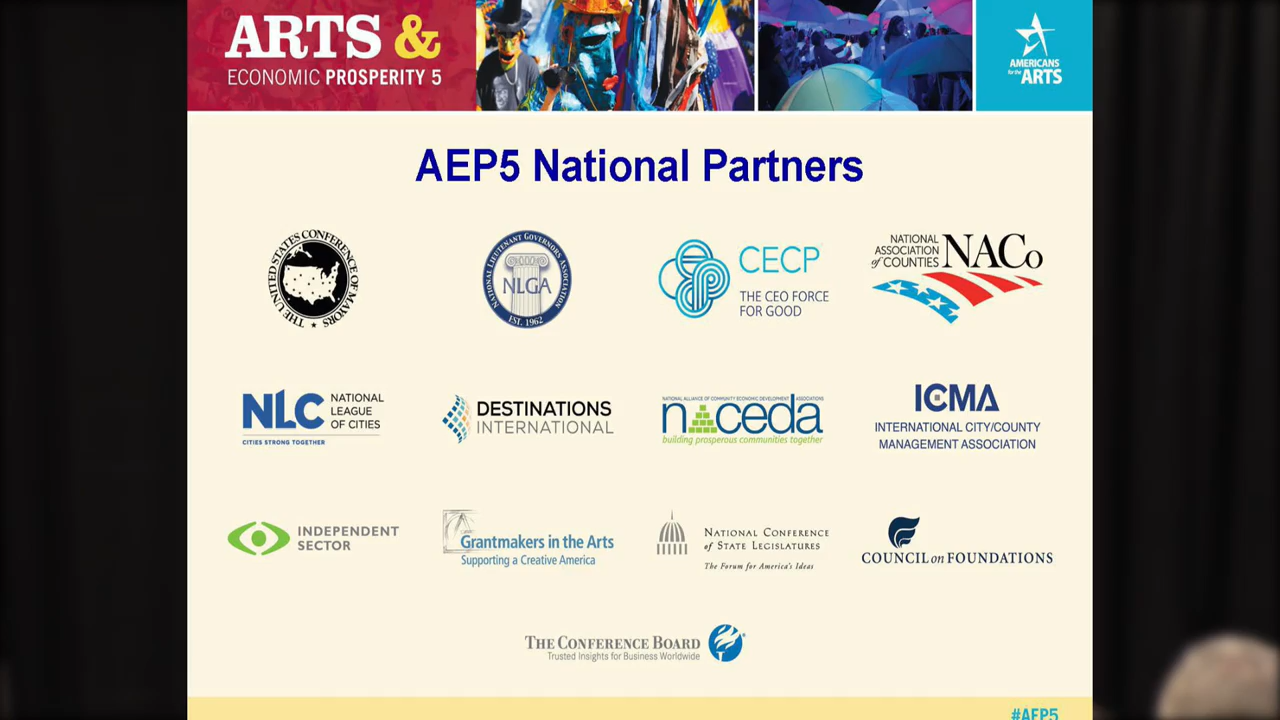 ARTS &
ECONOMIC PROSPERITY 5
AMERICANS
for the
ARTS
AEP5 National Partners
THE UNITED STATES CONFERENCE OF MAYORS
NATIONAL LIEUTENANT GOVERNORS ASSOCIATION
NLGA
EST. 1962
CECP
THE CEO FORCE
FOR GOOD
NATIONAL
ASSOCIATION
of COUNTIES
NACo
NLC
NATIONAL
LEAGUE
OF CITIES
CITIES STRONG TOGETHER
DESTINATIONS
INTERNATIONAL
NATIONAL ALLIANCE OF COMMUNITY ECONOMIC DEVELOPMENT ASSOCIATIONS
naceda
building prosperous communities together
ICMA
INTERNATIONAL CITY/COUNTY
MANAGEMENT ASSOCIATION
INDEPENDENT
SECTOR
Grantmakers in the Arts
Supporting a Creative America
NATIONAL CONFERENCE
of STATE LEGISLATURES
The Forum for America's Ideas
COUNCIL on FOUNDATIONS
THE CONFERENCE BOARD
Trusted Insights for Business Worldwide
#AEP5